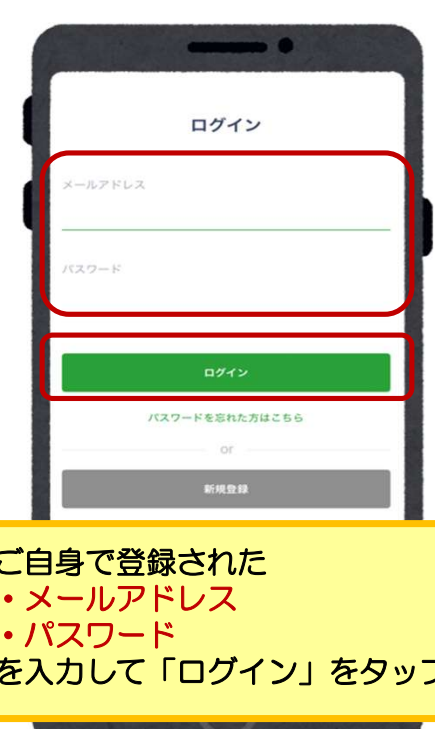 ログイン
メールアドレス
パスワード
ログイン
パスワードを忘れた方はこちら
or
新規登録
ご自身で登録された
・メールアドレス
・パスワード
を入力して「ログイン」をタップ